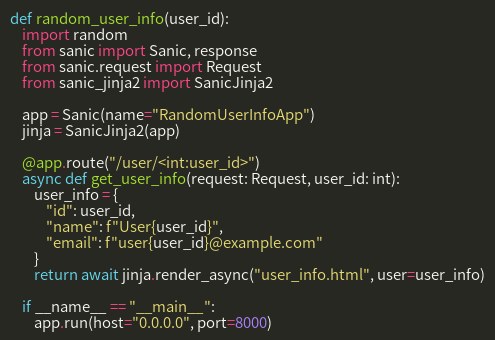 def random_user_info(user_id):
    import random
    from sanic import Sanic, response
    from sanic.request import Request
    from sanic_jinja2 import SanicJinja2

    app = Sanic(name="RandomUserInfoApp")
    jinja = SanicJinja2(app)

    @app.route("/user/<int:user_id>")
    async def get_user_info(request: Request, user_id: int):
        user_info = {
            "id": user_id,
            "name": f"User{user_id}",
            "email": f"user{user_id}@example.com"
        }
        return await jinja.render_async("user_info.html", user=user_info)

    if __name__ == "__main__":
        app.run(host="0.0.0.0", port=8000)